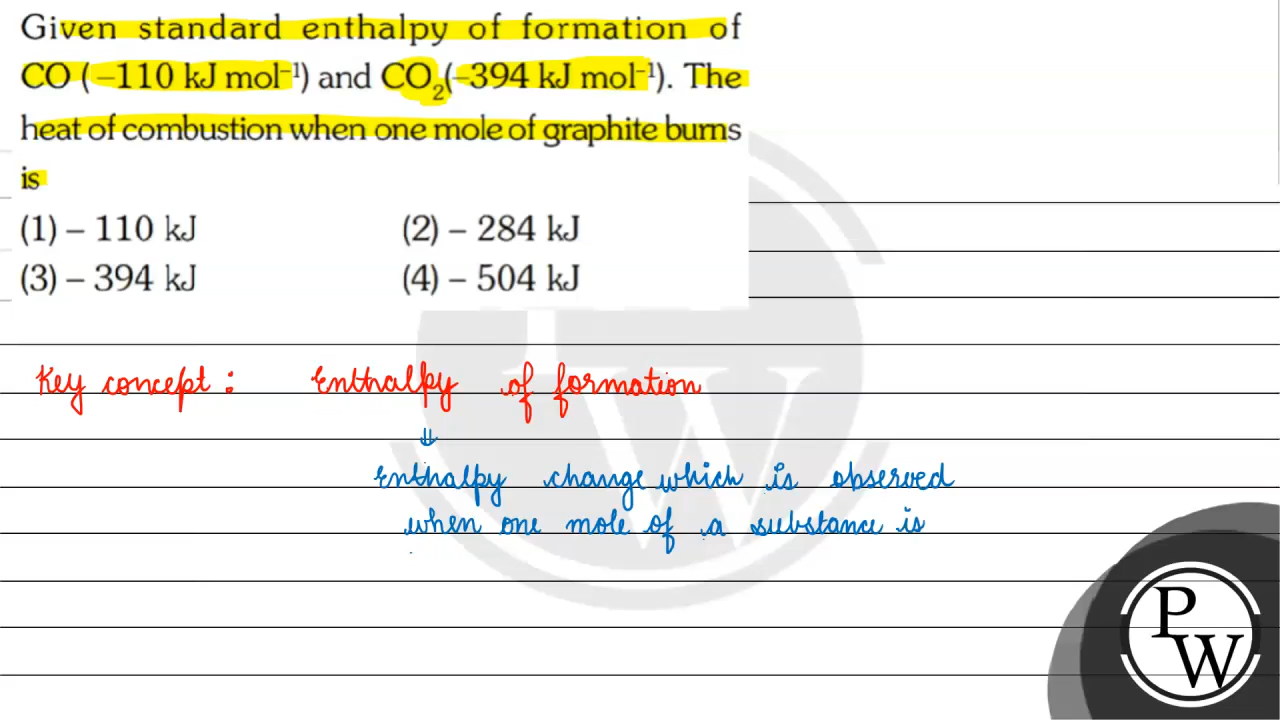 Given standard enthalpy of formation of
CO (–110 kJ mol⁻¹) and CO₂(–394 kJ mol⁻¹). The
heat of combustion when one mole of graphite burns
is
(1) – 110 kJ (2) – 284 kJ
(3) – 394 kJ (4) – 504 kJ
Key concept : Enthalpy of formation
⇓
Enthalpy change which is observed
when one mole of a substance is
P
W